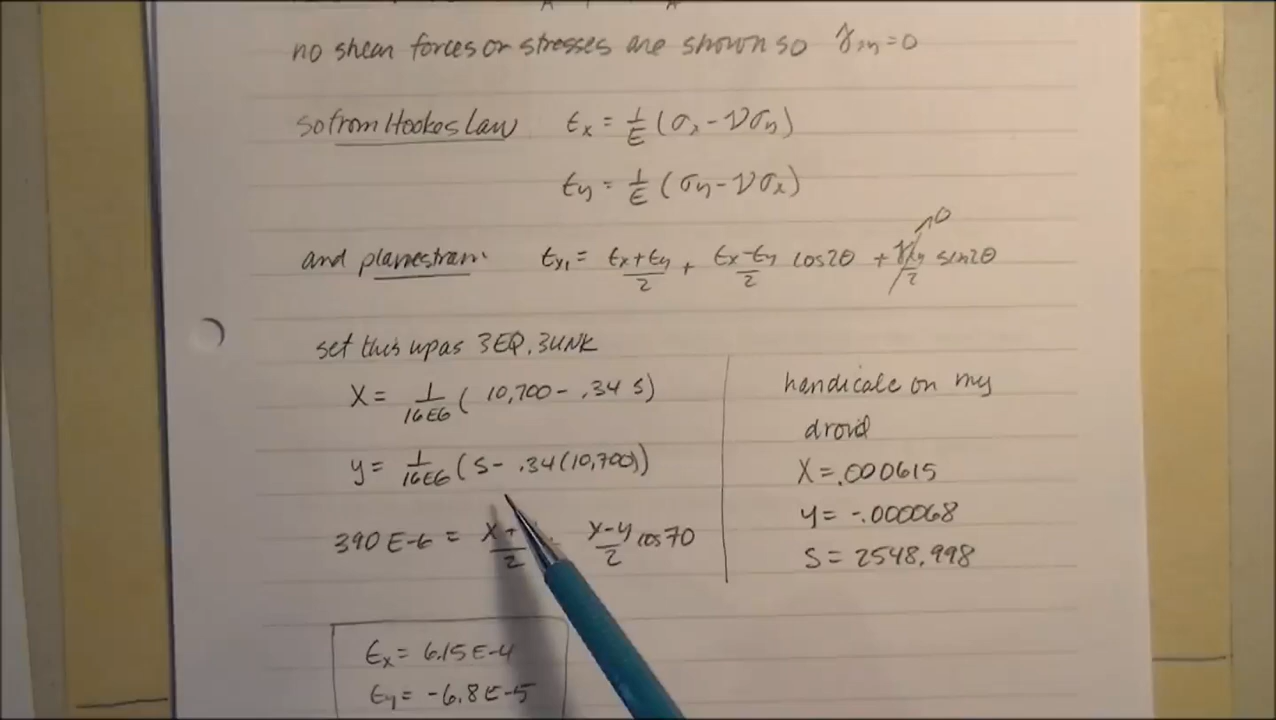 no shear forces or stresses are shown so γxy = 0
so from Hookes Law εx = 1/E (σx - νσy)
εy = 1/E (σy - νσx)
and plane strain εx1 = εx+εy/2 + εx-εy/2 cos2θ + γxy/2 sin2θ
0
set this up as 3EQ. 3UNK
X = 1/16E6 ( 10,700 - .34 S)
y = 1/16E6 ( S - .34(10,700))
390 E-6 = X+ /2 X-y/2 cos70
handicalc on my
droid
X = .000615
y = -.000068
S = 2548.998
εx = 6.15E-4
εy = -6.8E-5